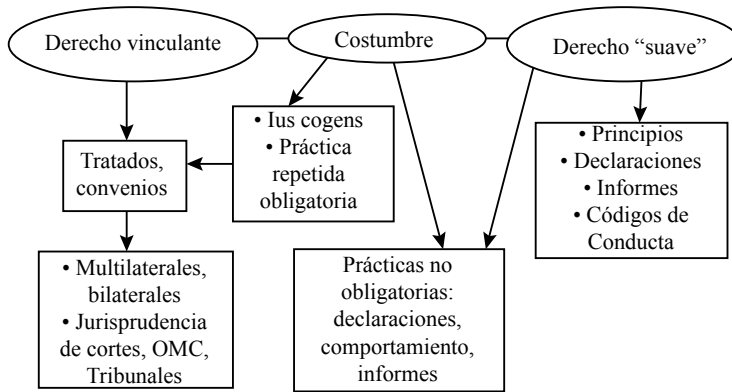 Derecho vinculante
Costumbre
Derecho “suave”
• Ius cogens
• Práctica
repetida
obligatoria
Tratados,
convenios
• Principios
• Declaraciones
• Informes
• Códigos de
Conducta
• Multilaterales,
bilaterales
• Jurisprudencia
de cortes, OMC,
Tribunales
Prácticas no
obligatorias:
declaraciones,
comportamiento,
informes